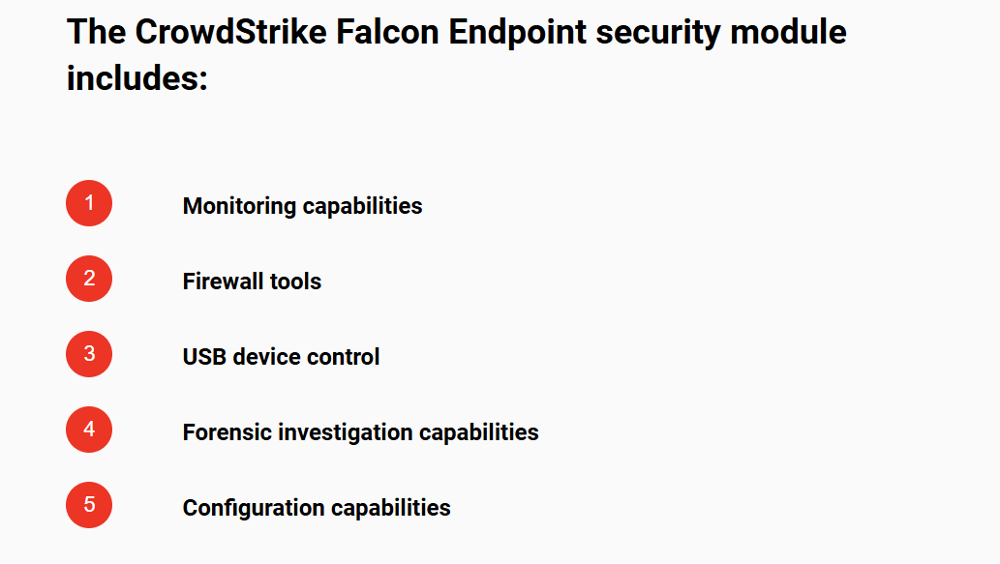 The CrowdStrike Falcon Endpoint security module
includes:
1 Monitoring capabilities
2 Firewall tools
3 USB device control
4 Forensic investigation capabilities
5 Configuration capabilities